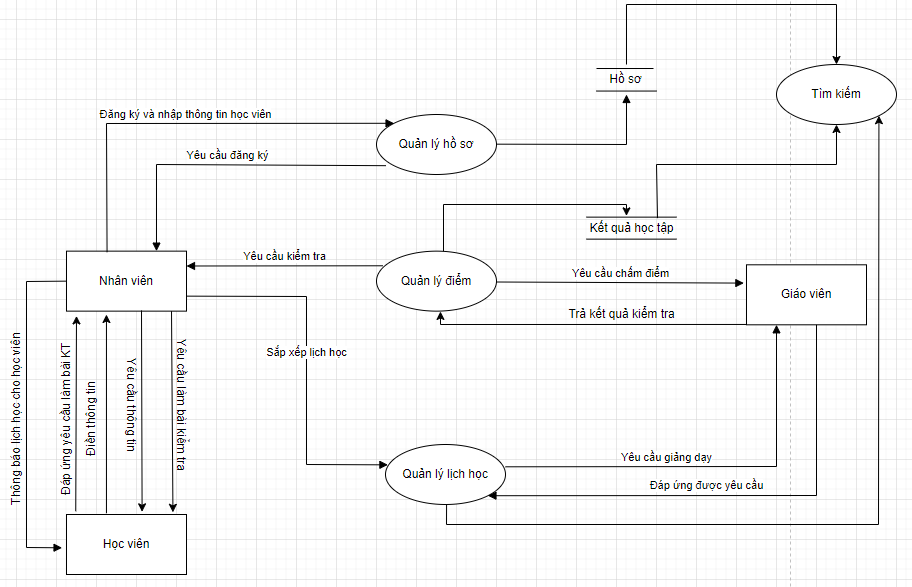 Hồ sơ
Tìm kiếm
Đăng ký và nhập thông tin học viên
Quản lý hồ sơ
Yêu cầu đăng ký
Kết quả học tập
Yêu cầu kiểm tra
Nhân viên
Quản lý điểm
Yêu cầu chấm điểm
Giáo viên
Trả kết quả kiểm tra
Sắp xếp lịch học
Thông báo lịch học cho học viên
Đáp ứng yêu cầu làm bài KT
Điền thông tin
Yêu cầu thông tin
Yêu cầu làm bài kiểm tra
Quản lý lịch học
Yêu cầu giảng dạy
Đáp ứng được yêu cầu
Học viên